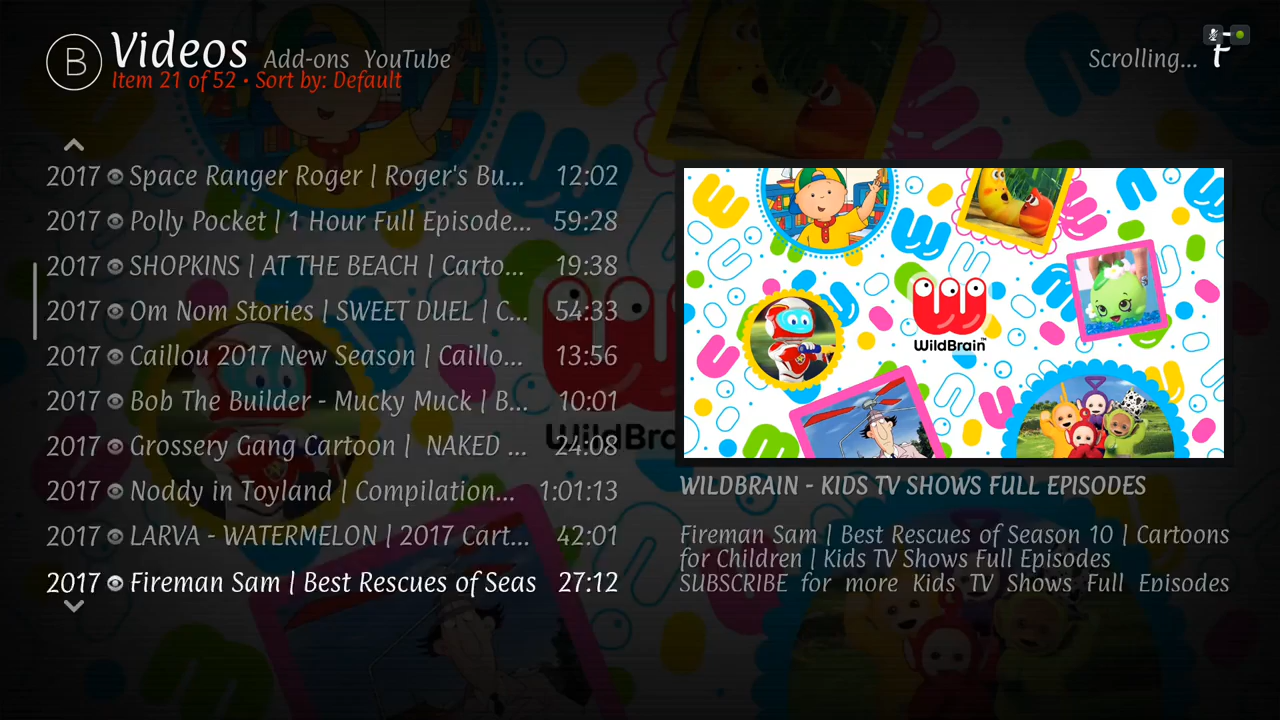 B Videos Add-ons YouTube
Item 21 of 52 • Sort by: Default
Scrolling...
2017 Space Ranger Roger | Roger's Bu... 12:02
2017 Polly Pocket | 1 Hour Full Episode... 59:28
2017 SHOPKINS | AT THE BEACH | Carto... 19:38
2017 Om Nom Stories | SWEET DUEL | C... 54:33
2017 Caillou 2017 New Season | Caillo... 13:56
2017 Bob The Builder - Mucky Muck | B... 10:01
2017 Grossery Gang Cartoon | NAKED ... 24:08
2017 Noddy in Toyland | Compilation... 1:01:13
2017 LARVA - WATERMELON | 2017 Cart... 42:01
2017 Fireman Sam | Best Rescues of Seas 27:12
WildBrain™
WILDBRAIN - KIDS TV SHOWS FULL EPISODES
Fireman Sam | Best Rescues of Season 10 | Cartoons
for Children | Kids TV Shows Full Episodes
SUBSCRIBE for more Kids TV Shows Full Episodes
WildBra